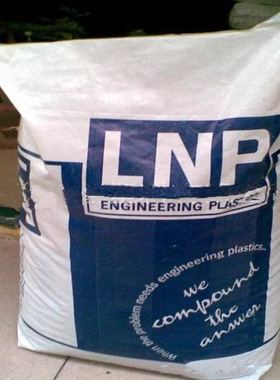 LNP
ENGINEERING PLASTICS
When the problem needs engineering plastics
we
compound
the
answer